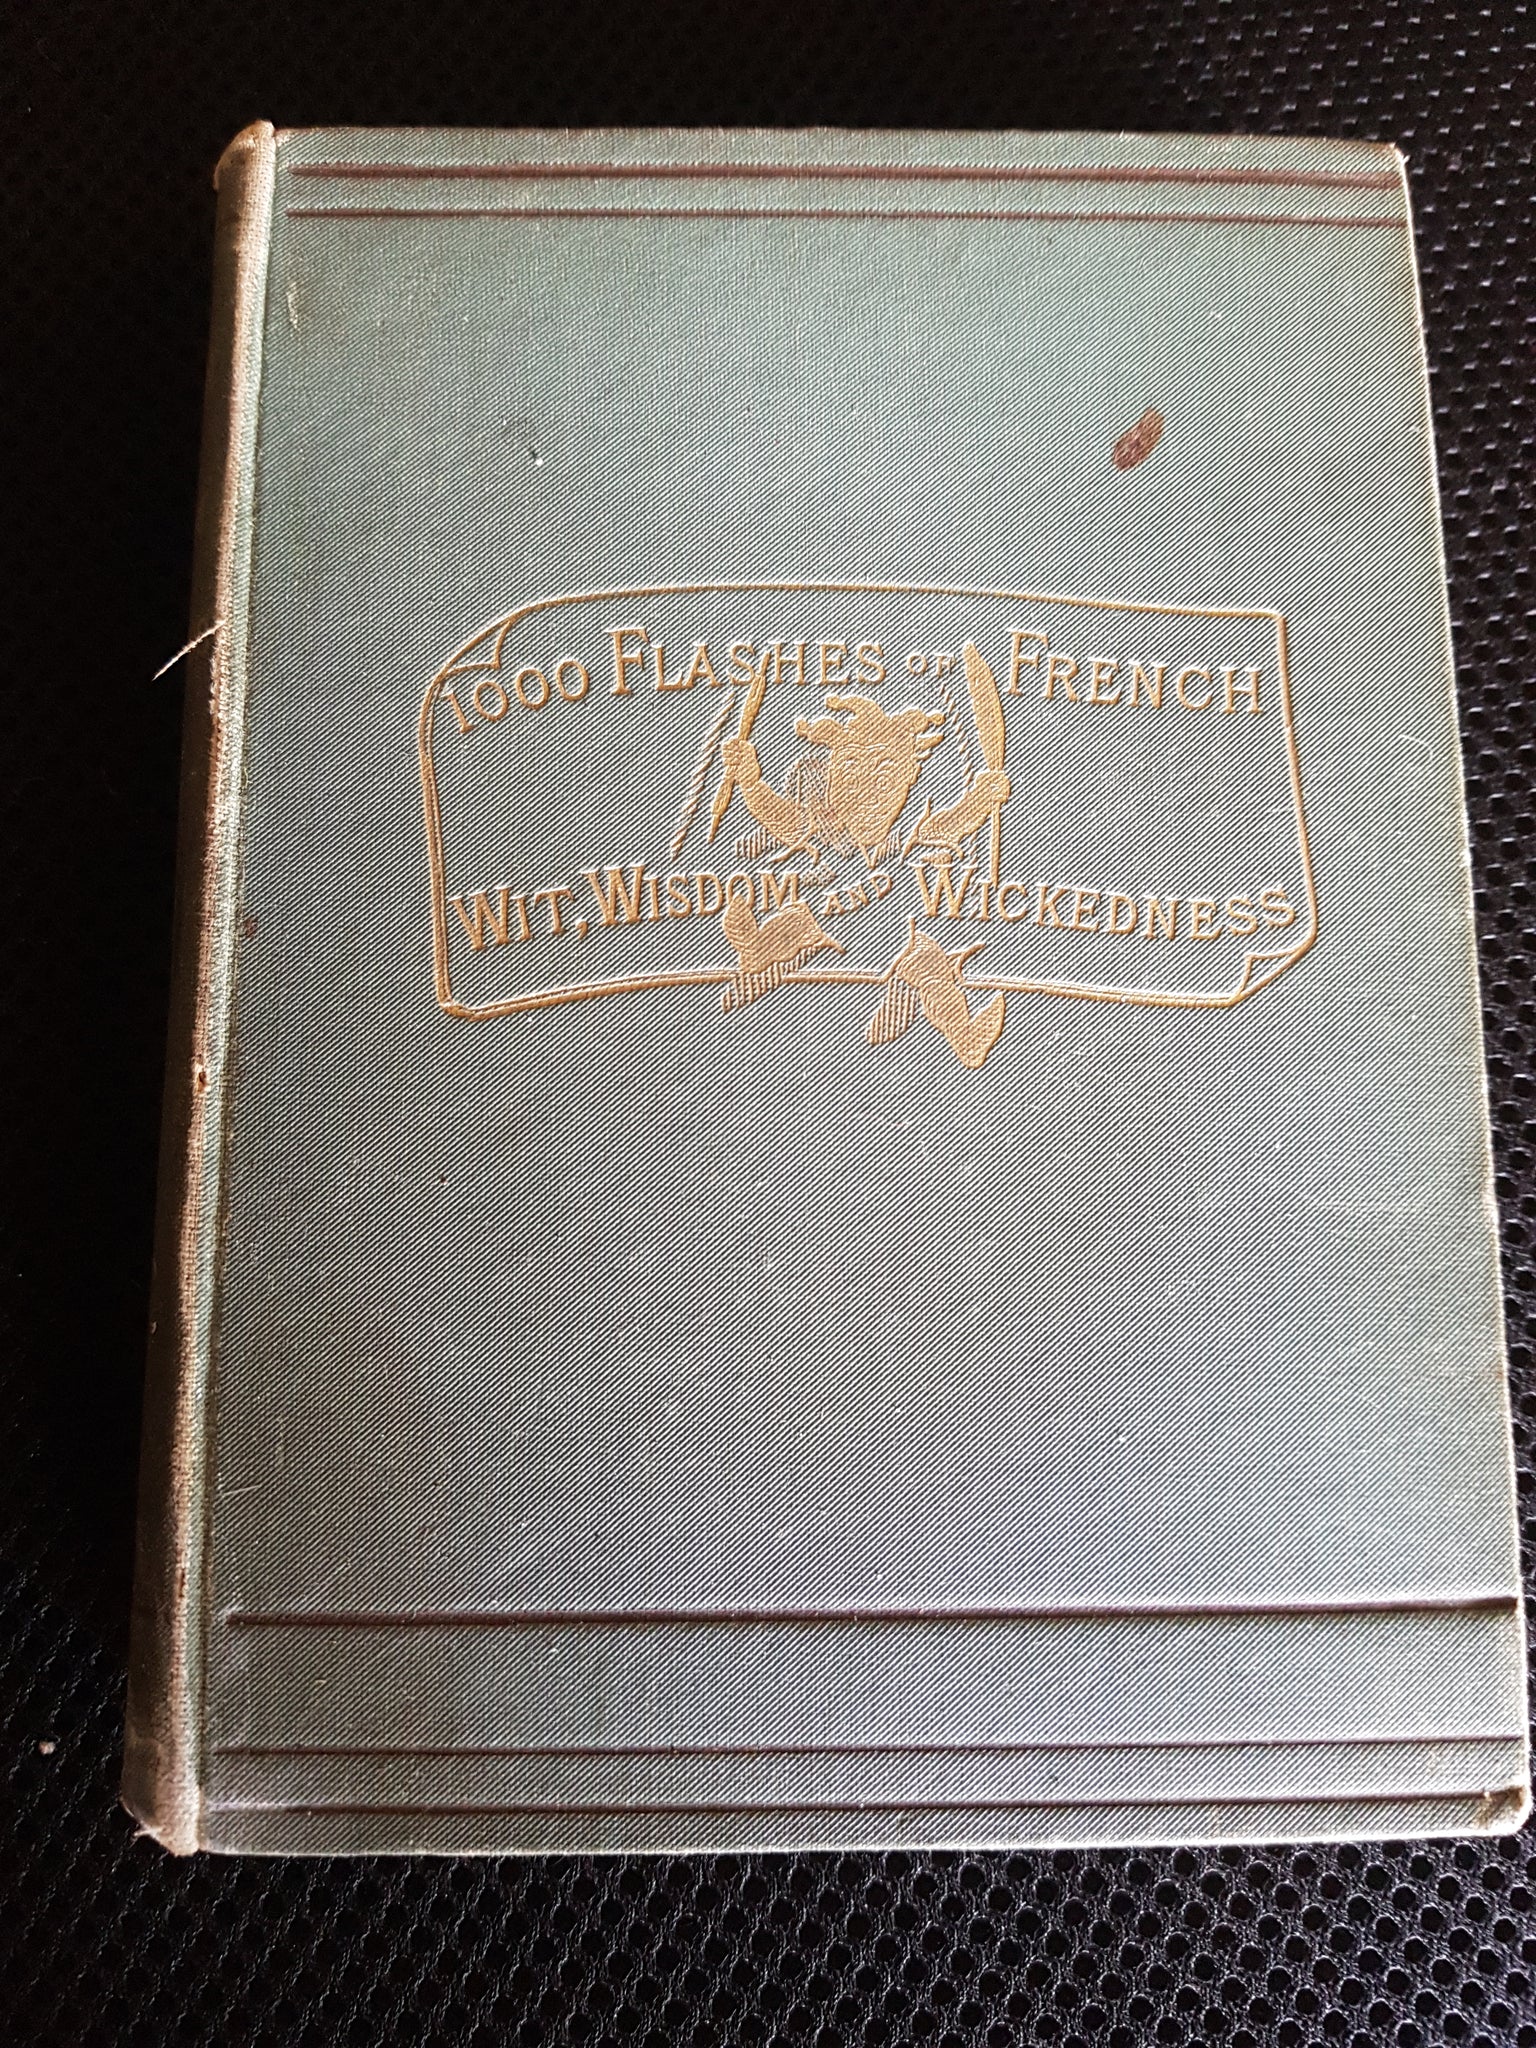 1000 FLASHES OF FRENCH
WIT, WISDOM AND WICKEDNESS